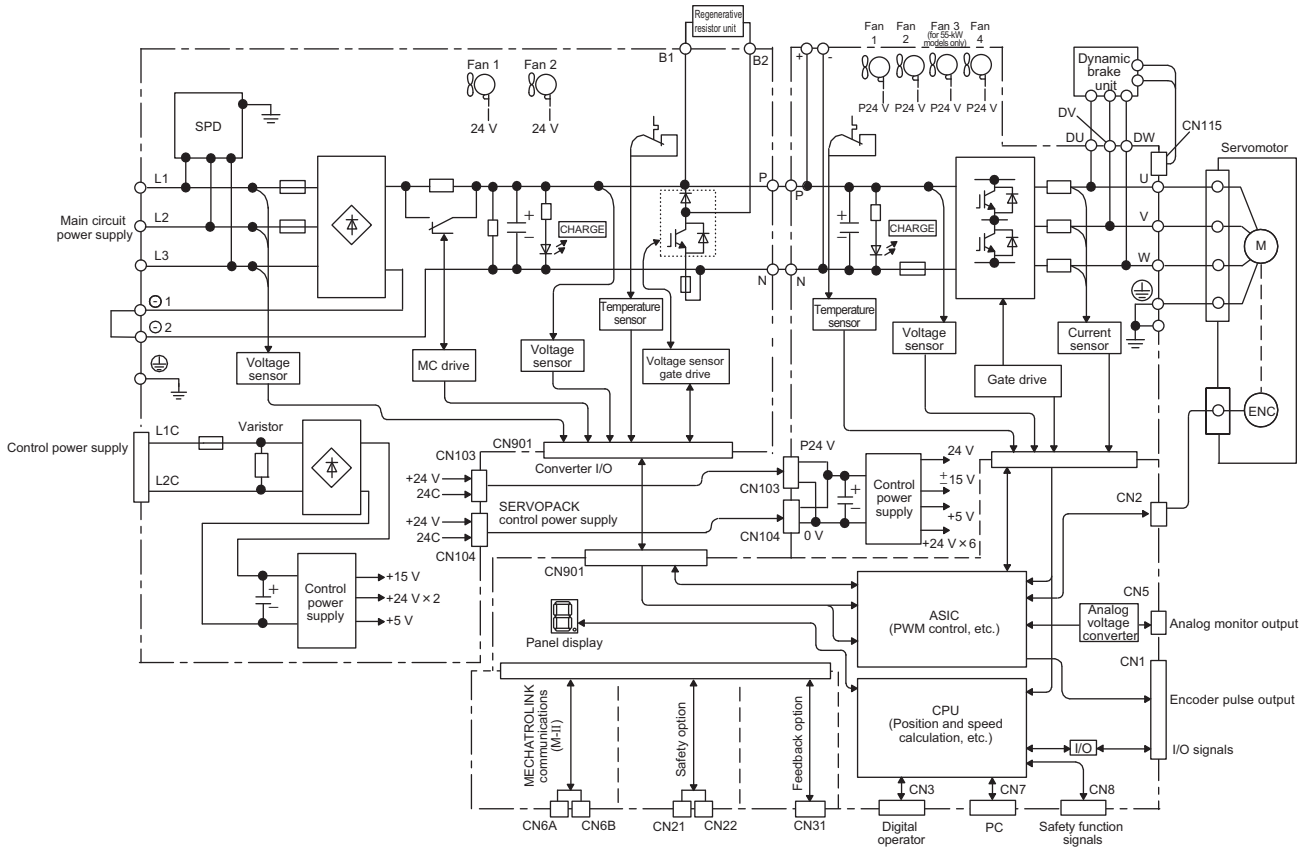 Regenerative
resistor unit
B1
B2
Fan 1
Fan 2
24 V
24 V
SPD
L1
L2
L3
Main circuit
power supply
⊖ 1
⊖ 2
P
N
+
−
CHARGE
Voltage
sensor
MC drive
Voltage
sensor
Temperature
sensor
Voltage sensor
gate drive
Control power supply
L1C
L2C
Varistor
+
−
Control
power
supply
+15 V
+24 V × 2
+5 V
CN901
Converter I/O
CN103
+24 V
24C
+24 V
24C
CN104
SERVOPACK
control power supply
+
-
Fan
1
Fan
2
Fan 3
(for 55-kW
models only)
Fan
4
P24 V
P24 V
P24 V
P24 V
Dynamic
brake
unit
DU
DV
DW
CN115
Servomotor
P
N
+
−
CHARGE
U
V
W
M
ENC
Temperature
sensor
Voltage
sensor
Gate drive
Current
sensor
P24 V
CN103
CN104
0 V
+
−
Control
power
supply
24 V
±15 V
+5 V
+24 V × 6
CN2
CN901
Panel display
ASIC
(PWM control, etc.)
Analog
voltage
converter
CN5
Analog monitor output
CN1
Encoder pulse output
CPU
(Position and speed
calculation, etc.)
I/O
I/O signals
MECHATROLINK
communications
(M-II)
Safety option
Feedback option
CN6A
CN6B
CN21
CN22
CN31
CN3
Digital
operator
CN7
PC
CN8
Safety function
signals